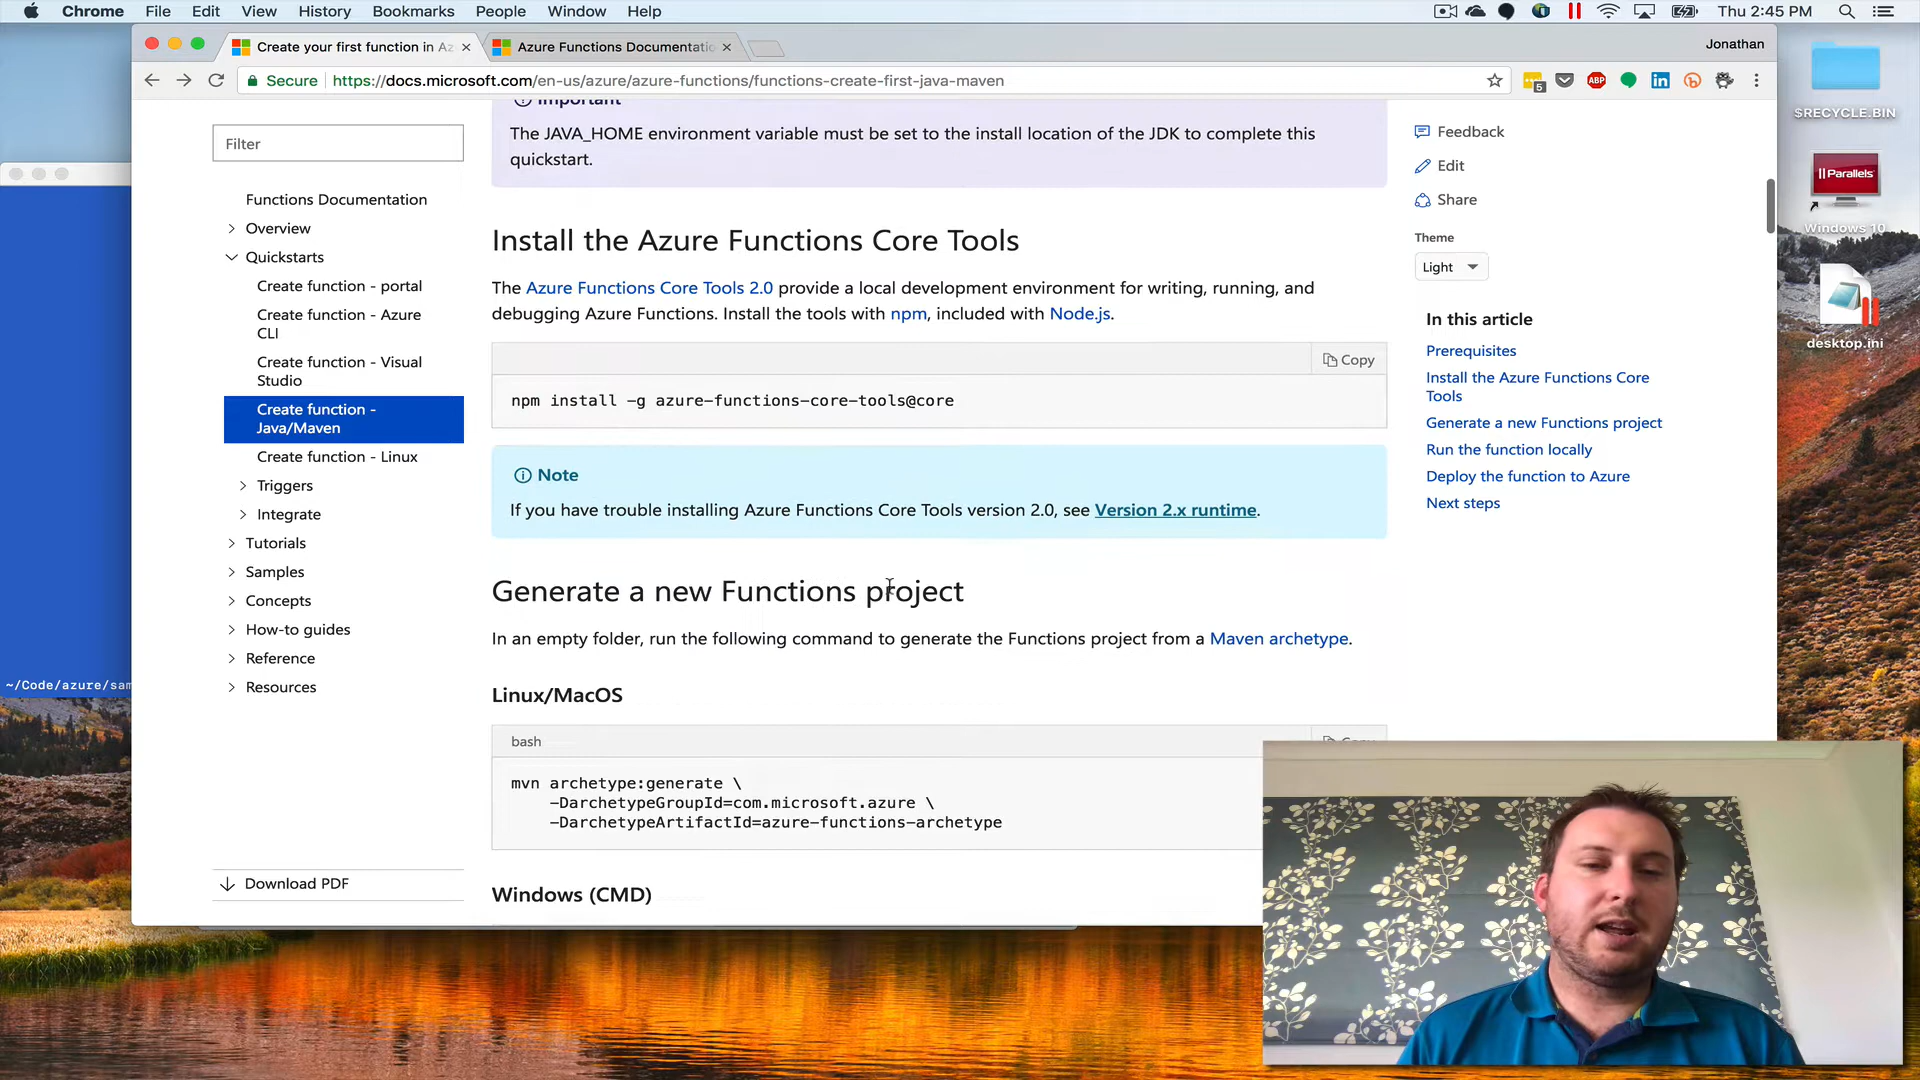 Chrome File Edit View History Bookmarks People Window Help Thu 2:45 PM
Create your first function in Az Azure Functions Documentatio Jonathan
Secure https://docs.microsoft.com/en-us/azure/azure-functions/functions-create-first-java-maven
5 ABP
$RECYCLE.BIN
Parallels
Windows 10
desktop.ini
Filter
Functions Documentation
Overview
Quickstarts
Create function - portal
Create function - Azure
CLI
Create function - Visual
Studio
Create function -
Java/Maven
Create function - Linux
Triggers
Integrate
Tutorials
Samples
Concepts
How-to guides
Reference
Resources
Download PDF
~/Code/azure/sam
Important
The JAVA_HOME environment variable must be set to the install location of the JDK to complete this
quickstart.
Install the Azure Functions Core Tools
The Azure Functions Core Tools 2.0 provide a local development environment for writing, running, and
debugging Azure Functions. Install the tools with npm, included with Node.js.
Copy
npm install -g azure-functions-core-tools@core
Note
If you have trouble installing Azure Functions Core Tools version 2.0, see Version 2.x runtime.
Generate a new Functions project
In an empty folder, run the following command to generate the Functions project from a Maven archetype.
Linux/MacOS
bash Copy
mvn archetype:generate \
-DarchetypeGroupId=com.microsoft.azure \
-DarchetypeArtifactId=azure-functions-archetype
Windows (CMD)
Feedback
Edit
Share
Theme
Light
In this article
Prerequisites
Install the Azure Functions Core
Tools
Generate a new Functions project
Run the function locally
Deploy the function to Azure
Next steps